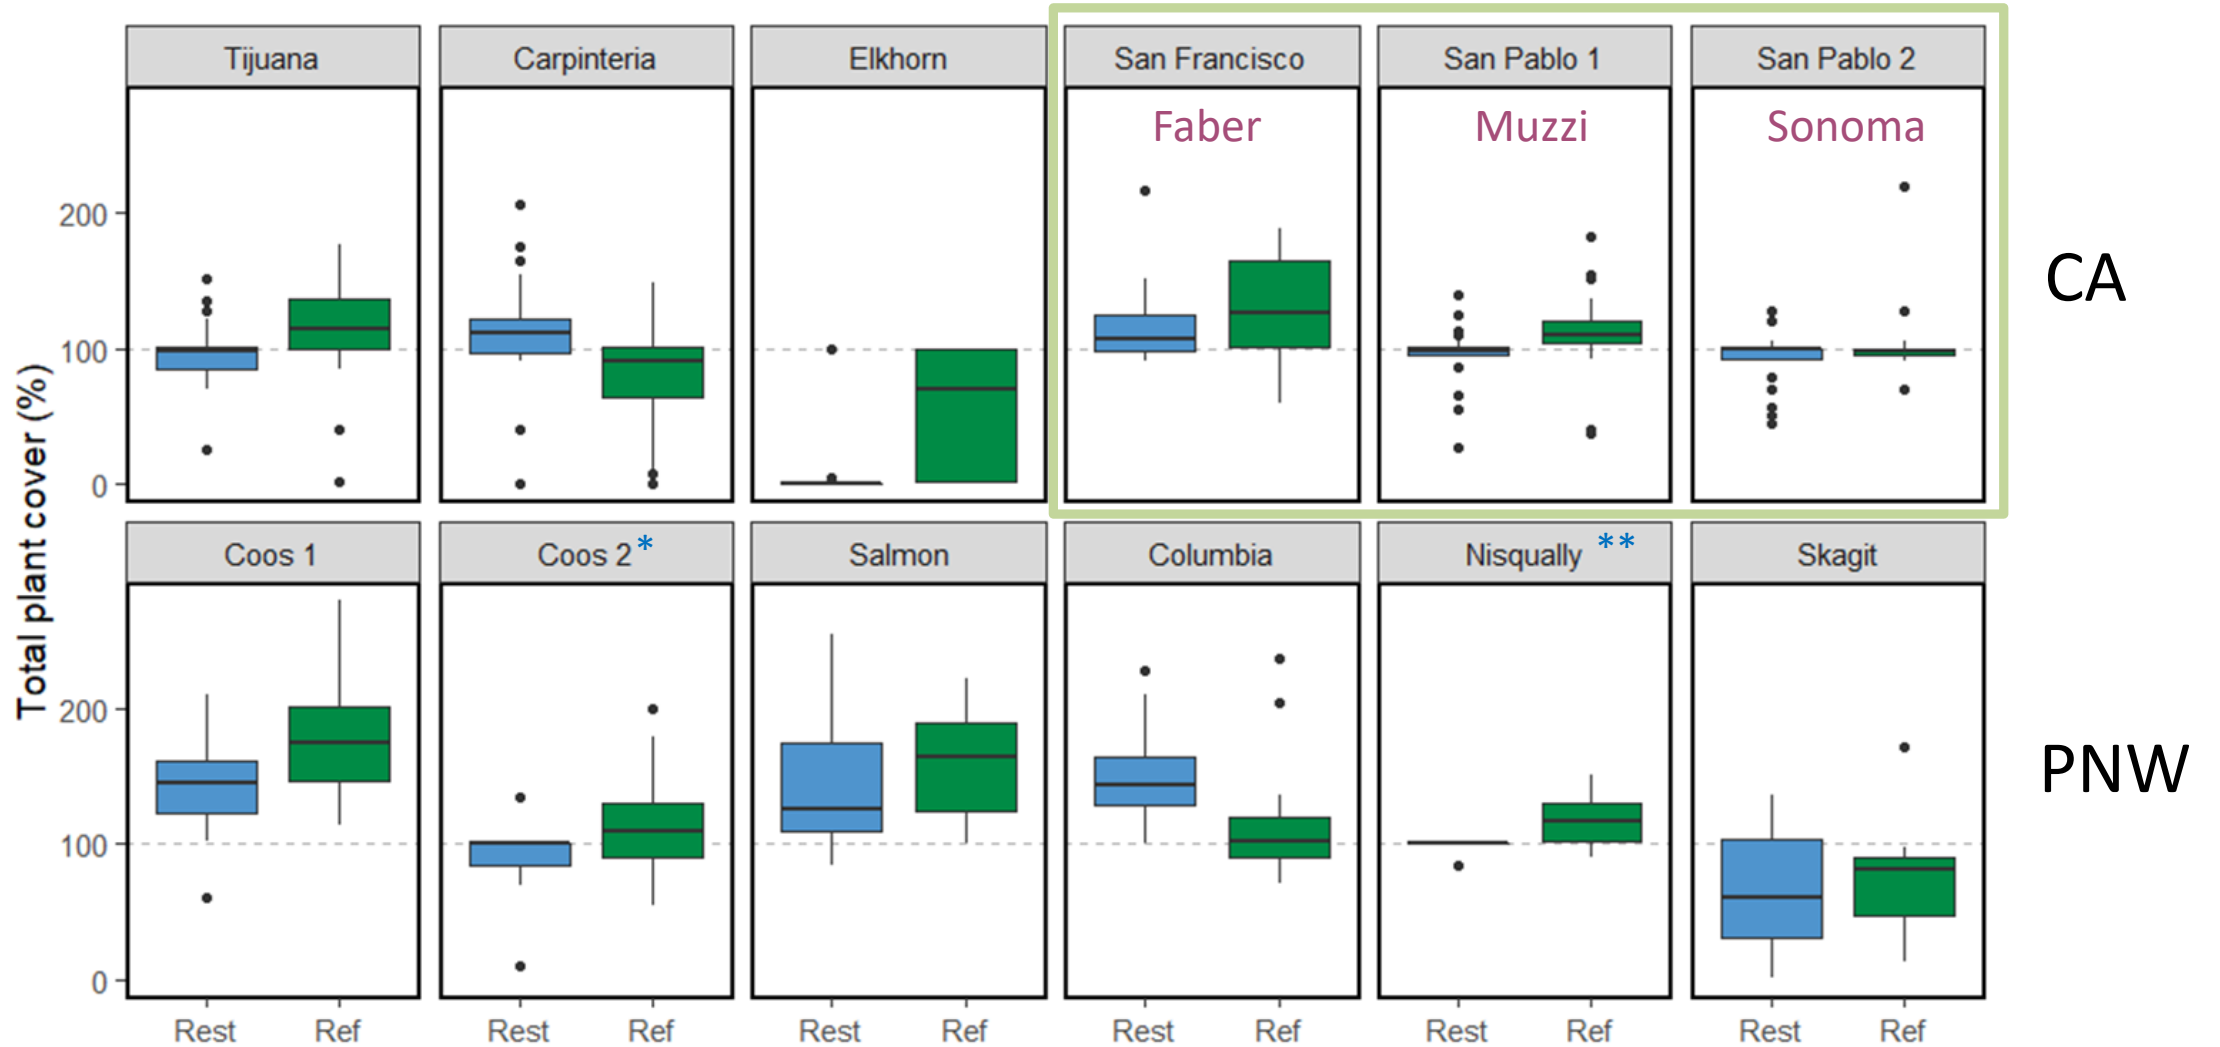 Tijuana Carpinteria Elkhorn San Francisco San Pablo 1 San Pablo 2
Faber Muzzi Sonoma
200
100
0
CA
Total plant cover (%)
Coos 1 Coos 2 * Salmon Columbia Nisqually ** Skagit
200
100
0
PNW
Rest Ref Rest Ref Rest Ref Rest Ref Rest Ref Rest Ref